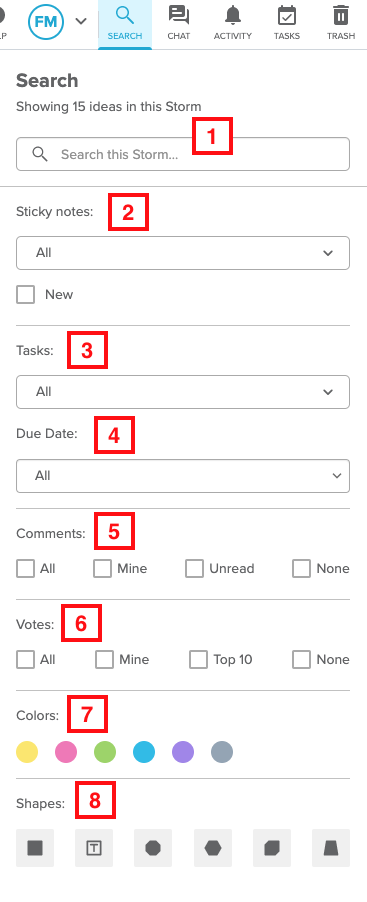 LP
FM
SEARCH
CHAT
ACTIVITY
TASKS
TRASH
Search
Showing 15 ideas in this Storm
1
Search this Storm...
Sticky notes:
2
All
New
Tasks:
3
All
Due Date:
4
All
Comments:
5
All
Mine
Unread
None
Votes:
6
All
Mine
Top 10
None
Colors:
7
Shapes:
8
T